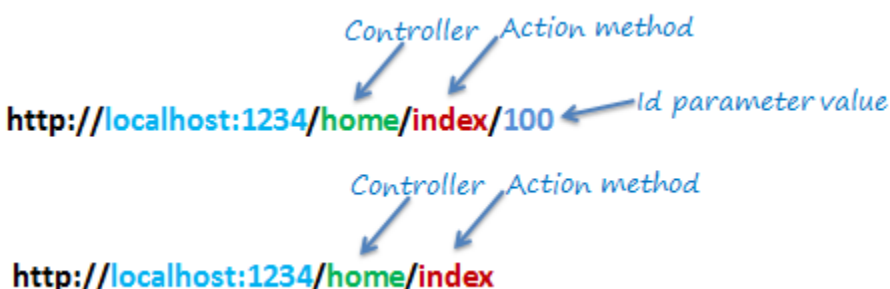 Controller Action method
http://localhost:1234/home/index/100
Id parameter value
Controller Action method
http://localhost:1234/home/index